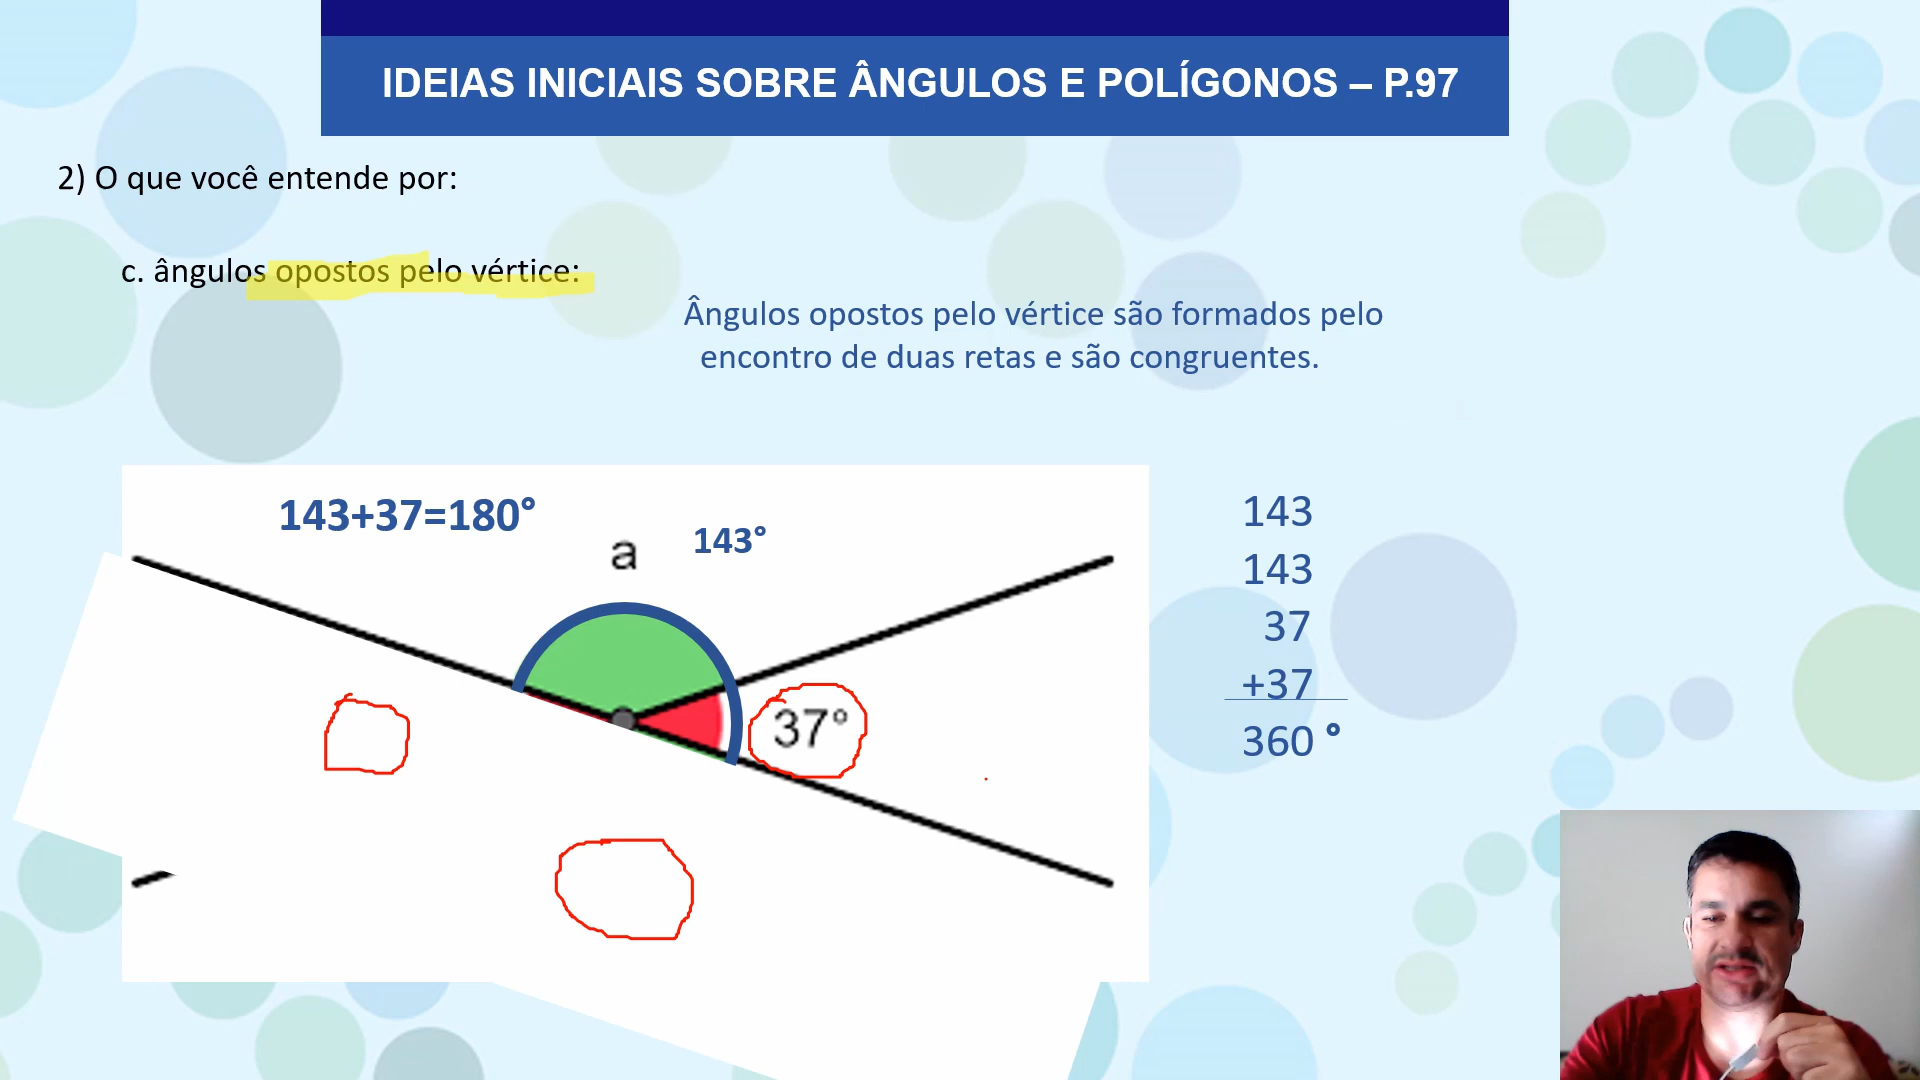 IDEIAS INICIAIS SOBRE ÂNGULOS E POLÍGONOS – P.97
2) O que você entende por:
c. ângulos opostos pelo vértice:
Ângulos opostos pelo vértice são formados pelo
encontro de duas retas e são congruentes.
143+37=180°
a
143°
37°
143
143
37
+37
360 °